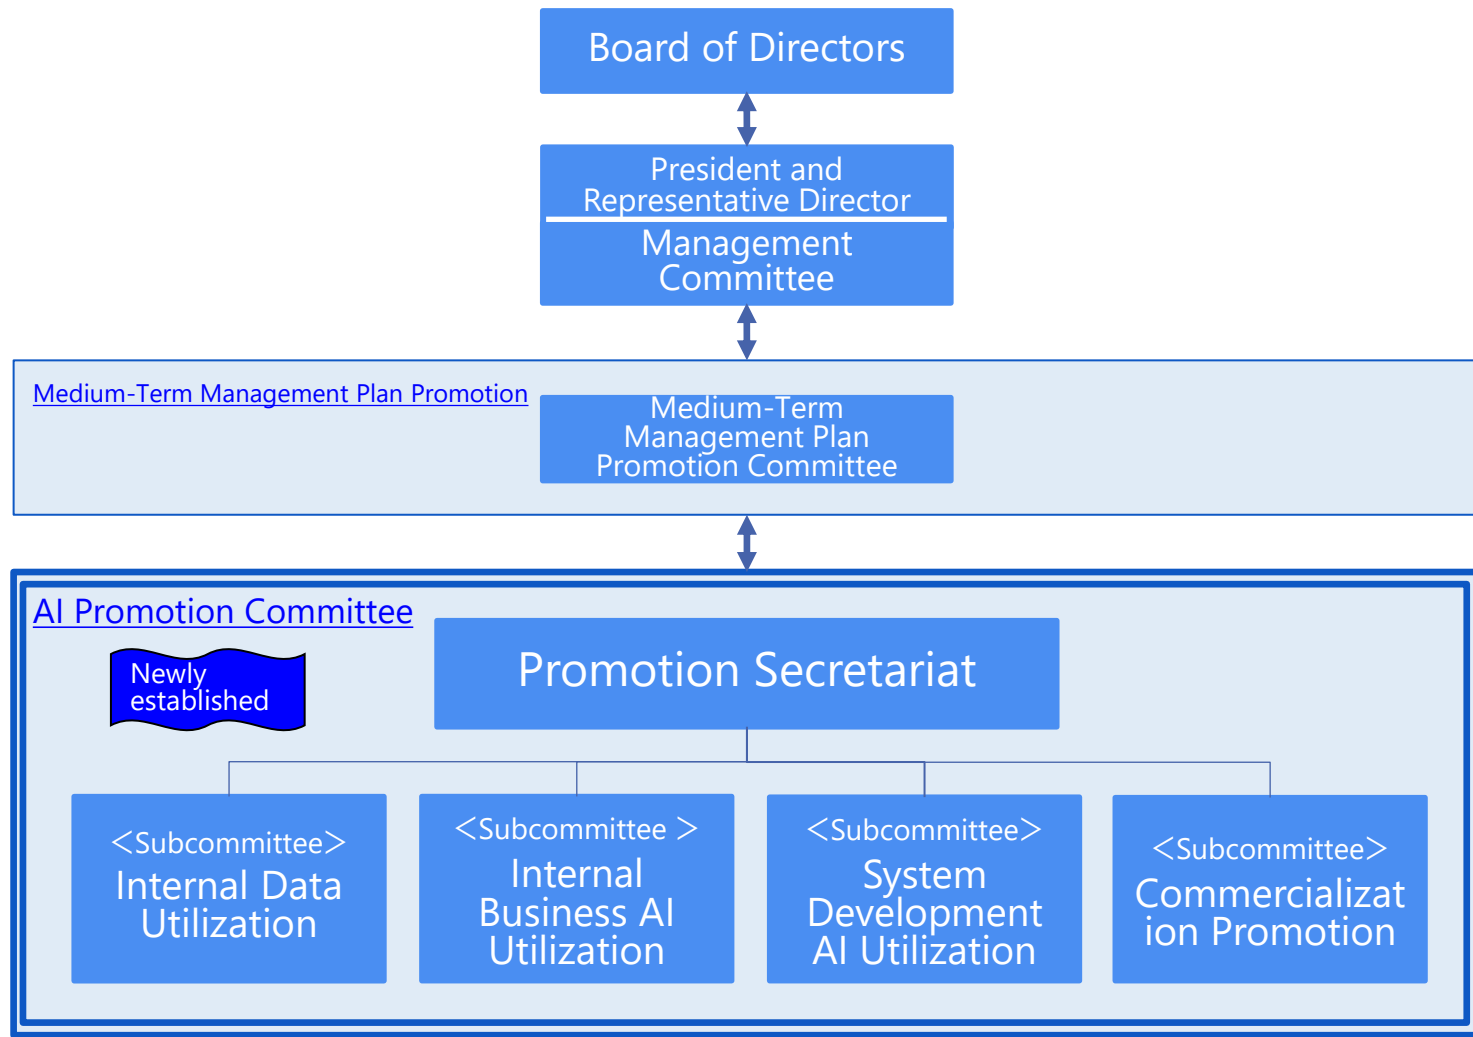 Board of Directors
President and
Representative Director
Management
Committee
Medium-Term Management Plan Promotion
Medium-Term
Management Plan
Promotion Committee
AI Promotion Committee
Newly
established
Promotion Secretariat
＜Subcommittee＞
Internal Data
Utilization
＜Subcommittee ＞
Internal
Business AI
Utilization
＜Subcommittee＞
System
Development
AI Utilization
＜Subcommittee＞
Commercializat
ion Promotion